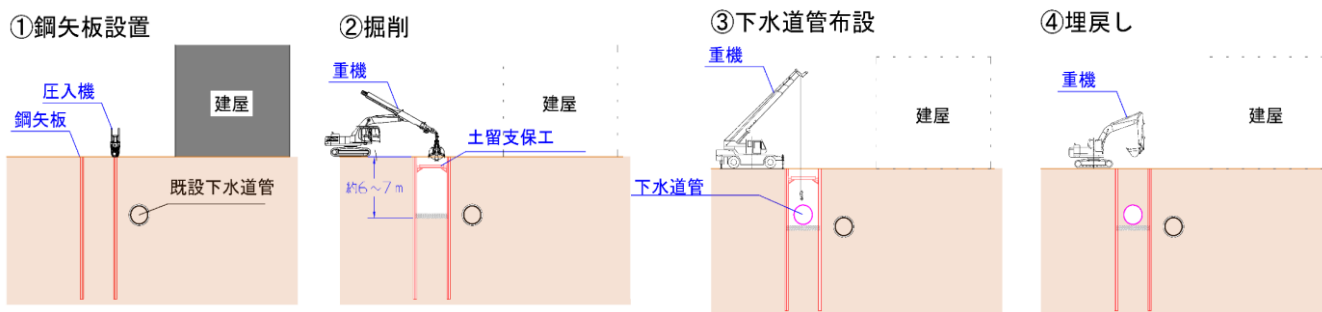 ①鋼矢板設置
圧入機
鋼矢板
建屋
既設下水道管
②掘削
重機
建屋
土留支保工
約6～7m
③下水道管布設
重機
建屋
下水道管
④埋戻し
重機
建屋